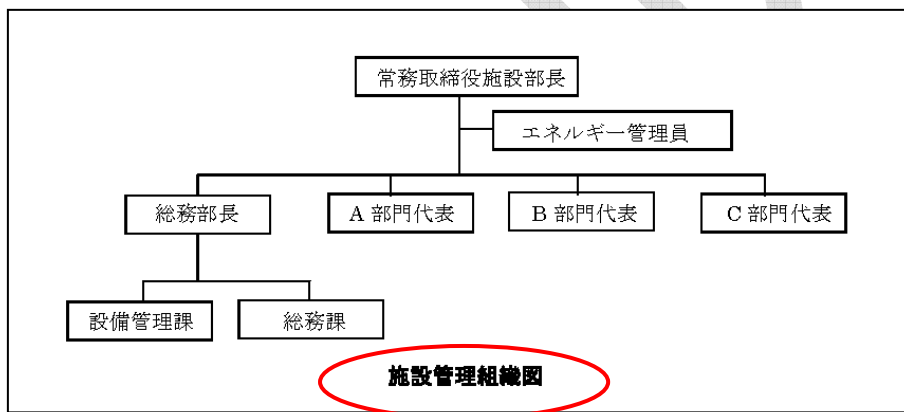 常務取締役施設部長
エネルギー管理員
総務部長
A 部門代表
B 部門代表
C 部門代表
設備管理課
総務課
施設管理組織図